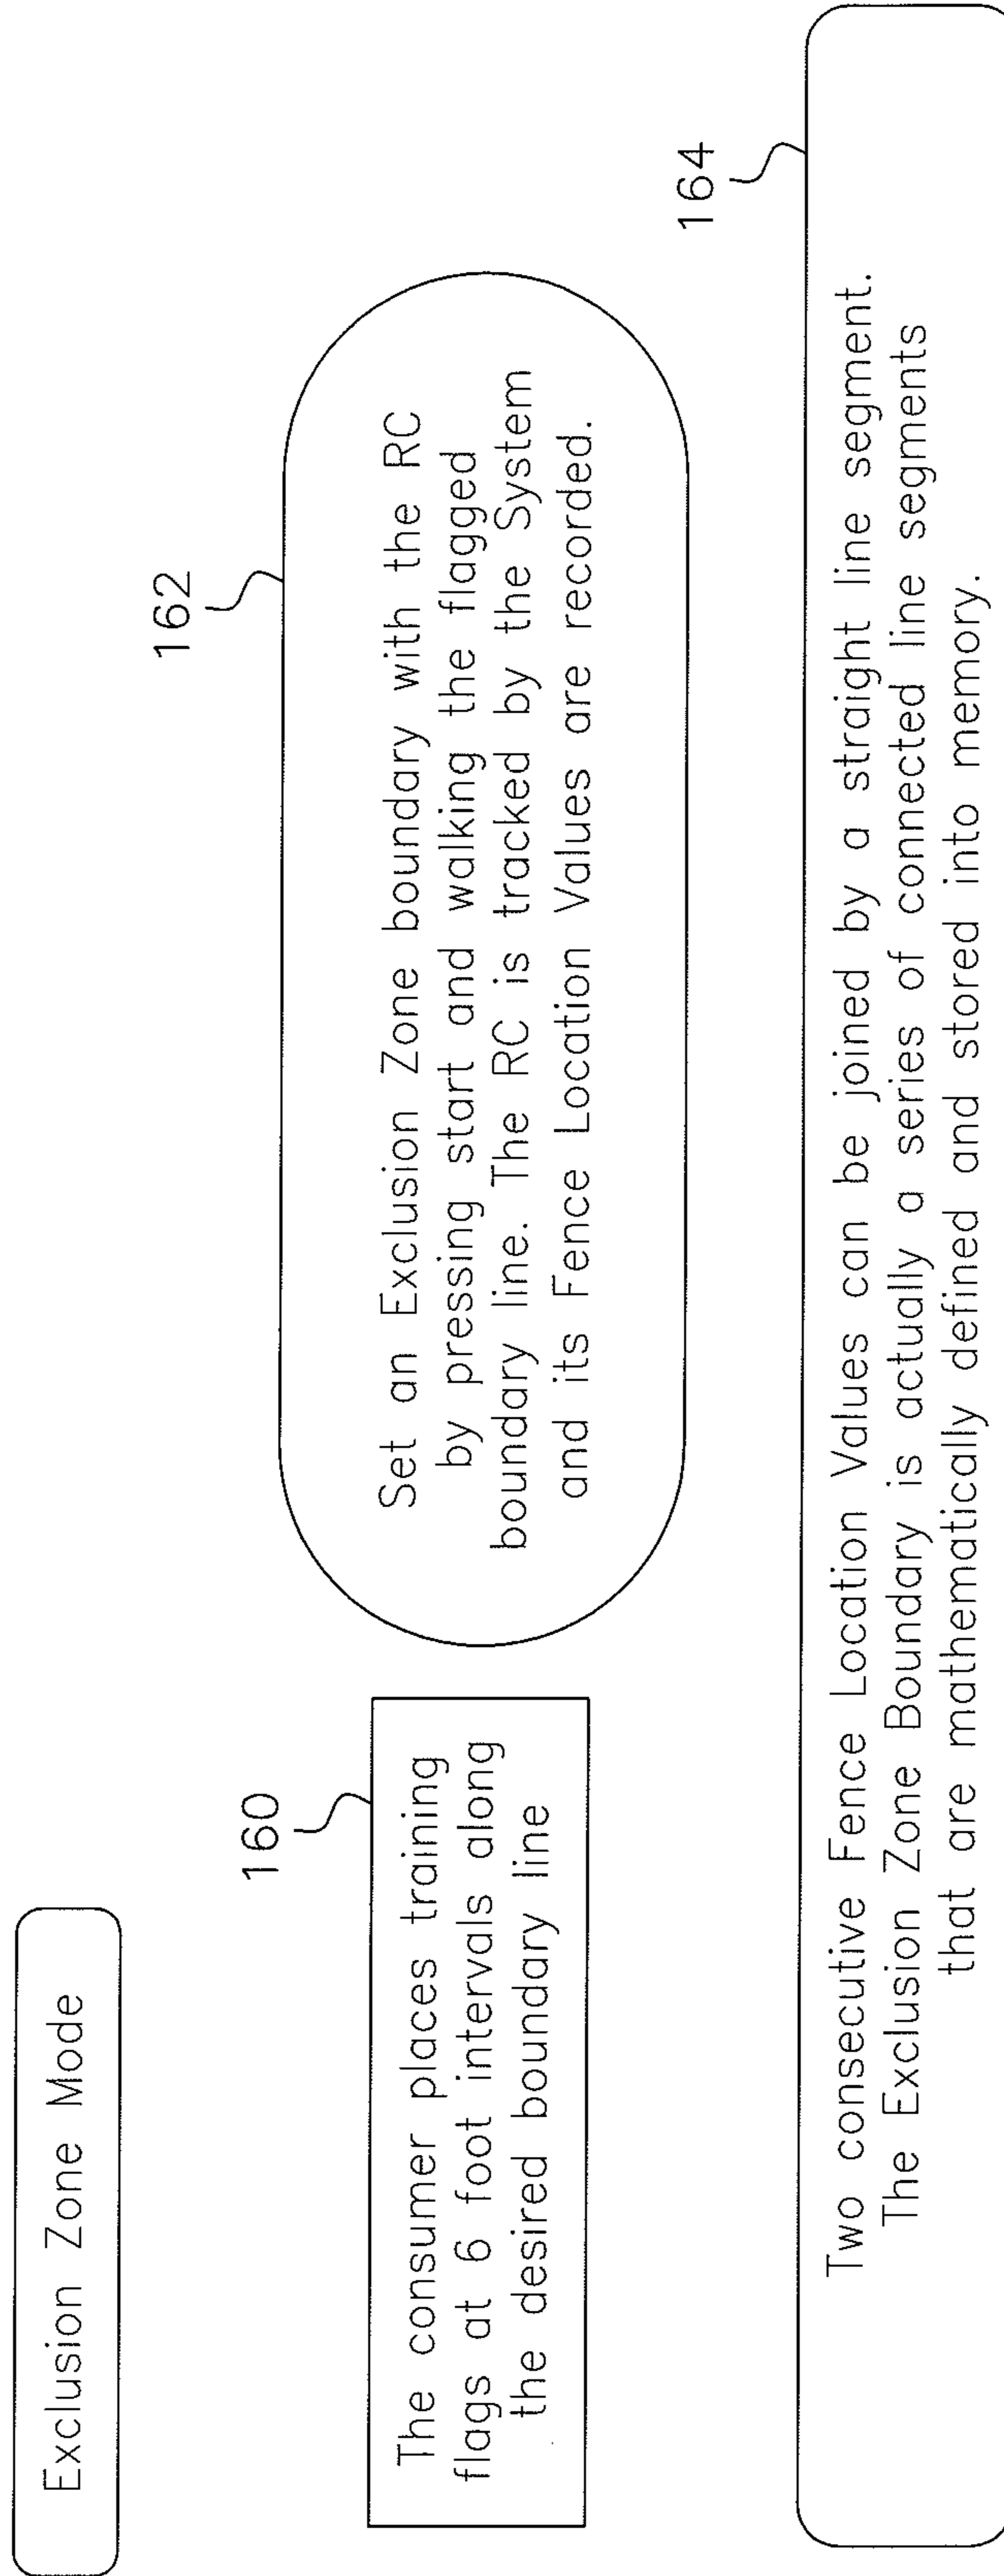 Exclusion Zone Mode
160
The consumer places training
flags at 6 foot intervals along
the desired boundary line
162
Set an Exclusion Zone boundary with the RC
by pressing start and walking the flagged
boundary line. The RC is tracked by the System
and its Fence Location Values are recorded.
164
Two consecutive Fence Location Values can be joined by a straight line segment.
The Exclusion Zone Boundary is actually a series of connected line segments
that are mathematically defined and stored into memory.